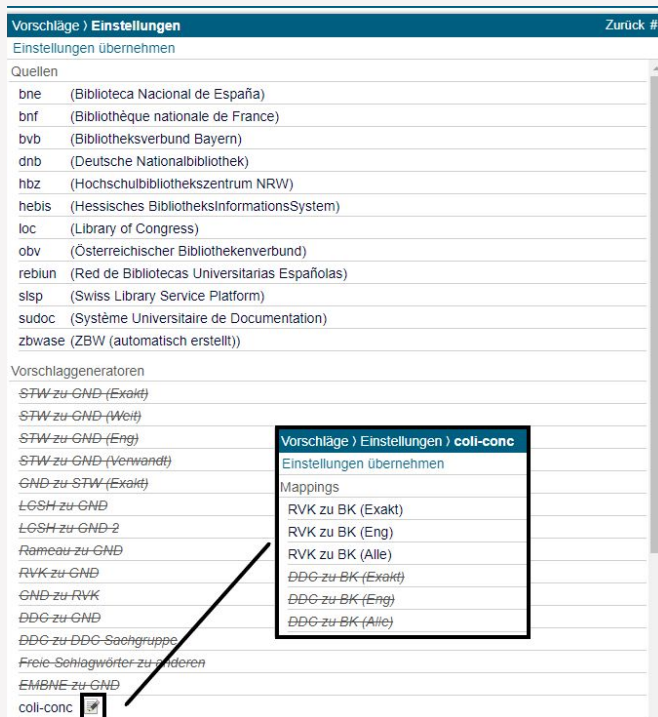 Vorschläge 〉 Einstellungen Zurück #
Einstellungen übernehmen
Quellen
bne (Biblioteca Nacional de España)
bnf (Bibliothèque nationale de France)
bvb (Bibliotheksverbund Bayern)
dnb (Deutsche Nationalbibliothek)
hbz (Hochschulbibliothekszentrum NRW)
hebis (Hessisches BibliotheksInformationsSystem)
loc (Library of Congress)
obv (Österreichischer Bibliothekenverbund)
rebiun (Red de Bibliotecas Universitarias Españolas)
slsp (Swiss Library Service Platform)
sudoc (Système Universitaire de Documentation)
zbwase (ZBW (automatisch erstellt))
Vorschlaggeneratoren
STW zu GND (Exakt)
STW zu GND (Weit)
STW zu GND (Eng)
STW zu GND (Verwandt)
GND zu STW (Exakt)
LCSH zu GND
LCSH zu GND 2
Rameau zu GND
RVK zu GND
GND zu RVK
DDC zu GND
DDC zu DDC Sachgruppe
Freie Schlagwörter zu anderen
EMBNE zu GND
coli-conc
Vorschläge 〉 Einstellungen 〉 coli-conc
Einstellungen übernehmen
Mappings
RVK zu BK (Exakt)
RVK zu BK (Eng)
RVK zu BK (Alle)
DDC zu BK (Exakt)
DDC zu BK (Eng)
DDC zu BK (Alle)